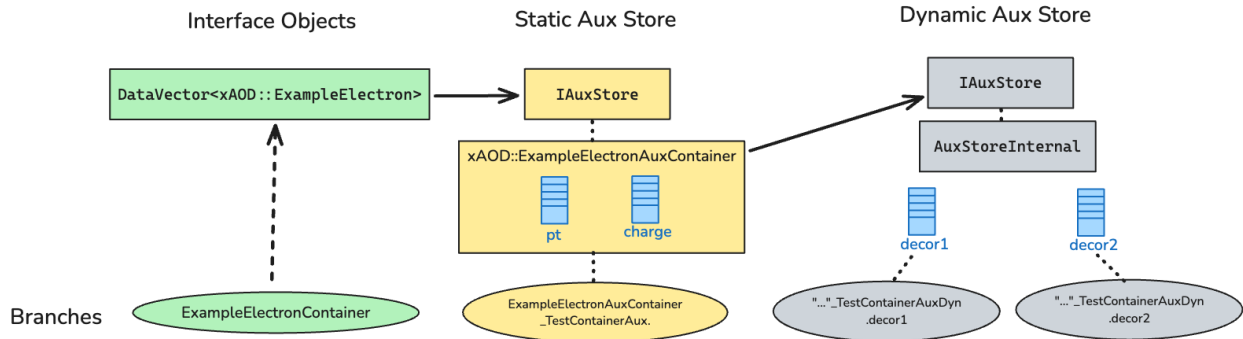 Interface Objects
Static Aux Store
Dynamic Aux Store
DataVector<xAOD::ExampleElectron>
IAuxStore
IAuxStore
AuxStoreInternal
xAOD::ExampleElectronAuxContainer
pt
charge
decor1
decor2
Branches
ExampleElectronContainer
ExampleElectronAuxContainer
_TestContainerAux.
"..."_TestContainerAuxDyn
.decor1
"..."_TestContainerAuxDyn
.decor2